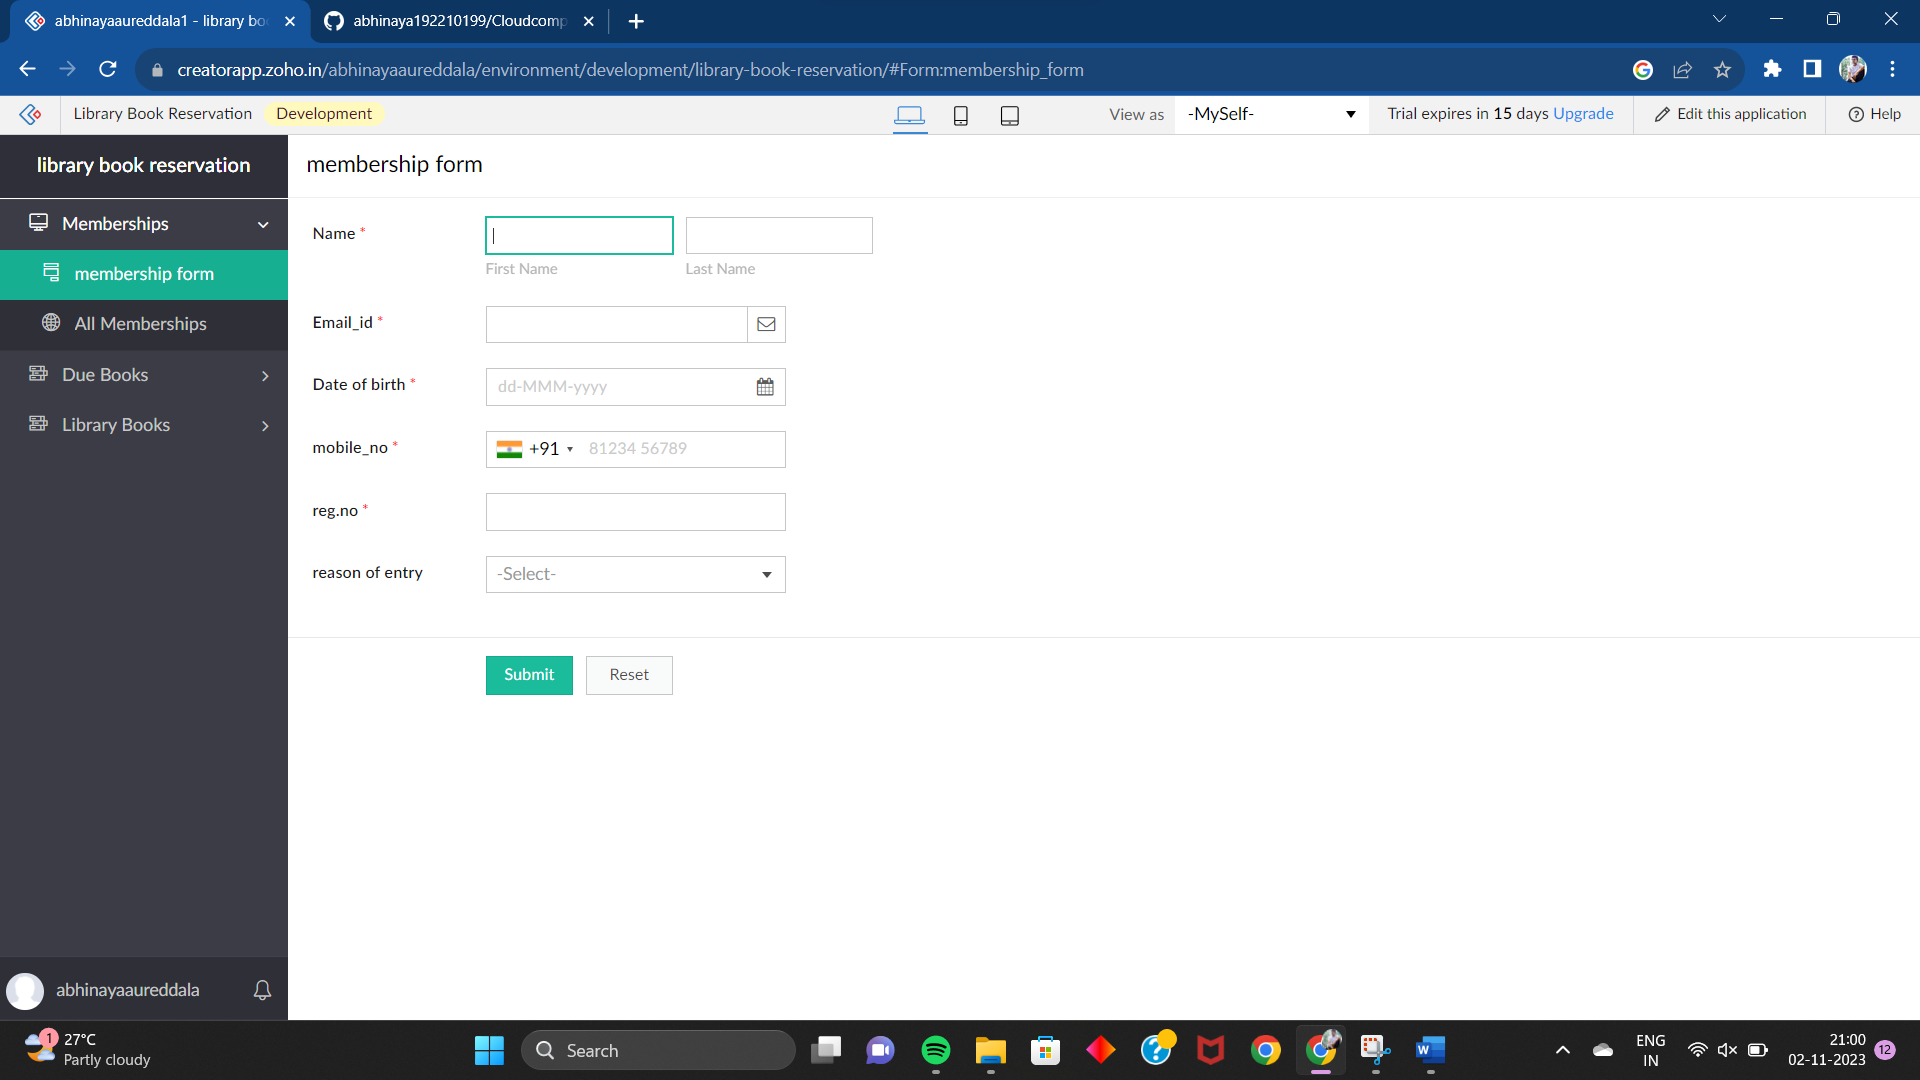 abhinayaaureddala1 - library bo
abhinaya192210199/Cloudcomp
creatorapp.zoho.in/abhinayaaureddala/environment/development/library-book-reservation/#Form:membership_form
Library Book Reservation Development
View as -MySelf- Trial expires in 15 days Upgrade Edit this application Help
library book reservation
membership form
Memberships
membership form
All Memberships
Due Books
Library Books
Name *
First Name Last Name
Email_id *
Date of birth * dd-MMM-yyyy
mobile_no * +91 81234 56789
reg.no *
reason of entry -Select-
Submit Reset
abhinayaaureddala
1 27°C
Partly cloudy
Search
W
ENG
IN
21:00
02-11-2023
12